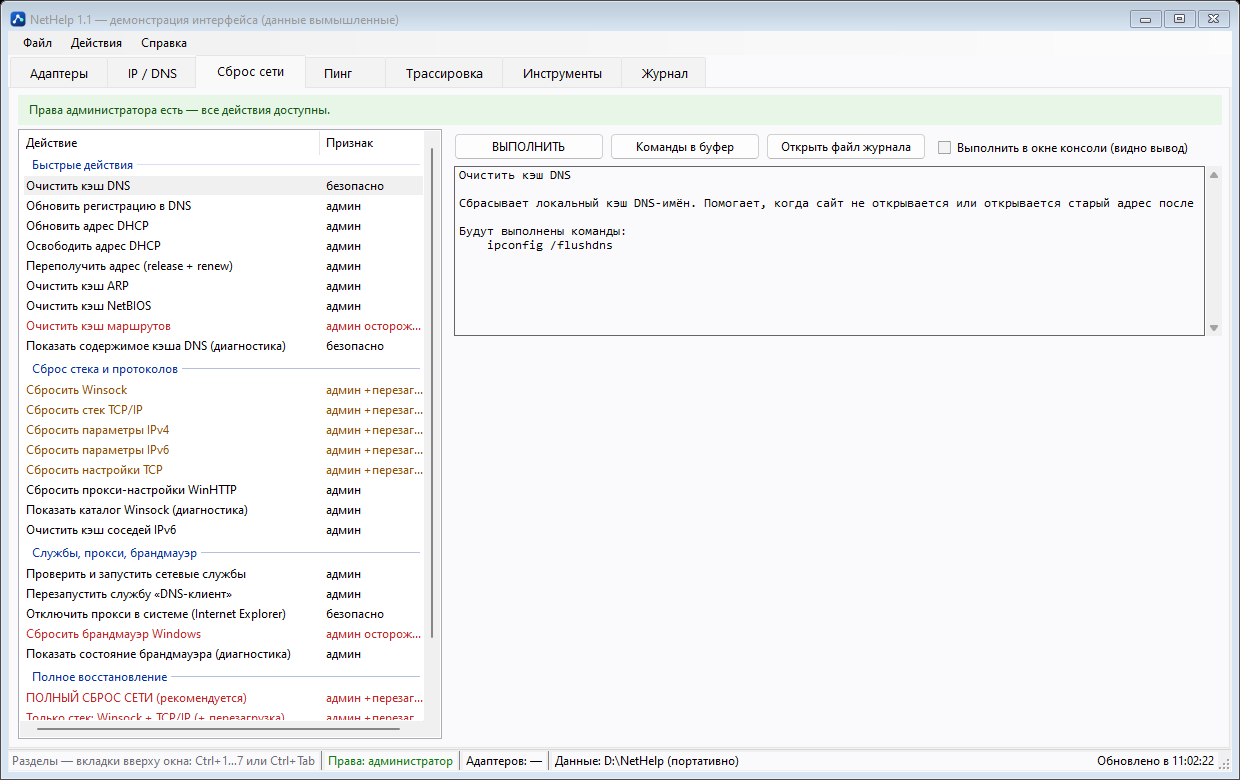 NetHelp 1.1 — демонстрация интерфейса (данные вымышленные)
Файл Действия Справка
Адаптеры IP / DNS Сброс сети Пинг Трассировка Инструменты Журнал
Права администратора есть — все действия доступны.
Действие Признак
Быстрые действия
Очистить кэш DNS безопасно
Обновить регистрацию в DNS админ
Обновить адрес DHCP админ
Освободить адрес DHCP админ
Переполучить адрес (release + renew) админ
Очистить кэш ARP админ
Очистить кэш NetBIOS админ
Очистить кэш маршрутов админ осторож...
Показать содержимое кэша DNS (диагностика) безопасно
Сброс стека и протоколов
Сбросить Winsock админ +перезаг...
Сбросить стек TCP/IP админ +перезаг...
Сбросить параметры IPv4 админ +перезаг...
Сбросить параметры IPv6 админ +перезаг...
Сбросить настройки TCP админ +перезаг...
Сбросить прокси-настройки WinHTTP админ
Показать каталог Winsock (диагностика) админ
Очистить кэш соседей IPv6 админ
Службы, прокси, брандмауэр
Проверить и запустить сетевые службы админ
Перезапустить службу «DNS-клиент» админ
Отключить прокси в системе (Internet Explorer) безопасно
Сбросить брандмауэр Windows админ осторож...
Показать состояние брандмауэра (диагностика) админ
Полное восстановление
ПОЛНЫЙ СБРОС СЕТИ (рекомендуется) админ +перезаг...
Только стек: Winsock + TCP/IP (+ перезагрузка) админ +перезаг...
ВЫПОЛНИТЬ Команды в буфер Открыть файл журнала Выполнить в окне консоли (видно вывод)
Очистить кэш DNS
Сбрасывает локальный кэш DNS-имён. Помогает, когда сайт не открывается или открывается старый адрес после
Будут выполнены команды:
ipconfig /flushdns
Разделы — вкладки вверху окна: Ctrl+1...7 или Ctrl+Tab Права: администратор Адаптеров: — Данные: D:\NetHelp (портативно) Обновлено в 11:02:22